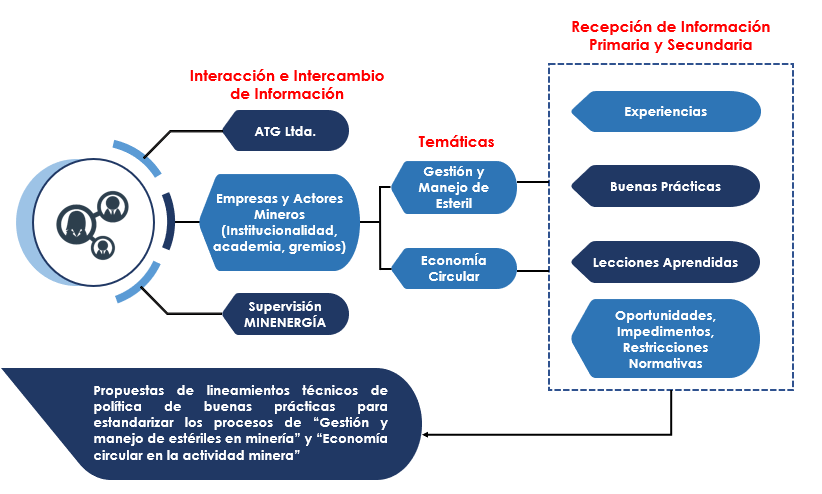 Recepción de Información
Primaria y Secundaria
Interacción e Intercambio
de Información
ATG Ltda.
Empresas y Actores
Mineros
(Institucionalidad,
academia, gremios)
Supervisión
MINENERGÍA
Temáticas
Gestión y
Manejo de
Esteril
Economía
Circular
Experiencias
Buenas Prácticas
Lecciones Aprendidas
Oportunidades,
Impedimentos,
Restricciones
Normativas
Propuestas de lineamientos técnicos de
política de buenas prácticas para
estandarizar los procesos de “Gestión y
manejo de estériles en minería” y “Economía
circular en la actividad minera”